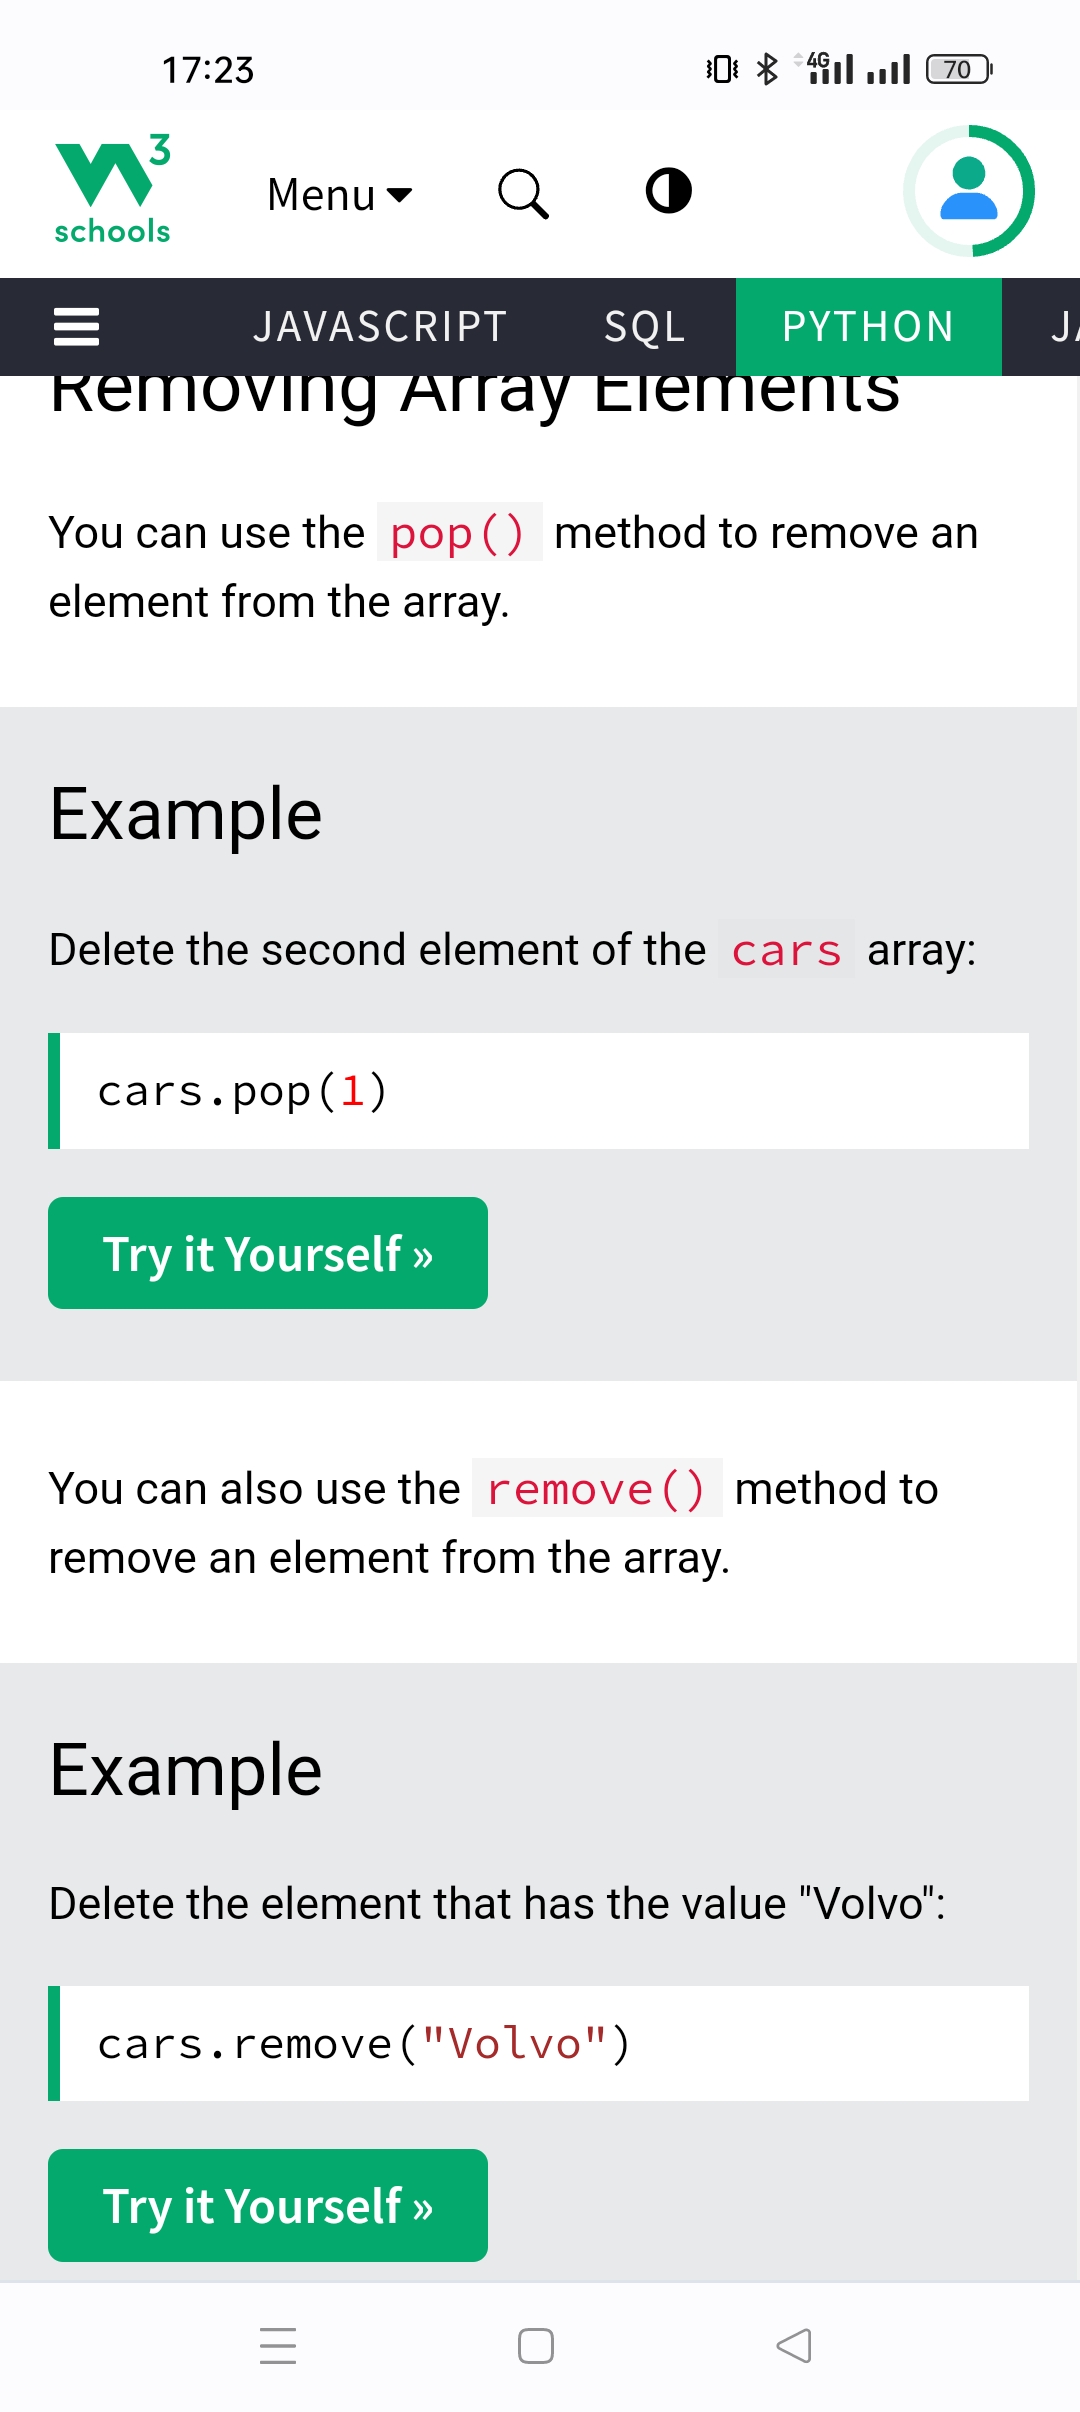 17:23
4G
70
W3
schools
Menu
JAVASCRIPT SQL PYTHON
Removing Array Elements
You can use the pop() method to remove an
element from the array.
Example
Delete the second element of the cars array:
cars.pop(1)
Try it Yourself »
You can also use the remove() method to
remove an element from the array.
Example
Delete the element that has the value "Volvo":
cars.remove("Volvo")
Try it Yourself »